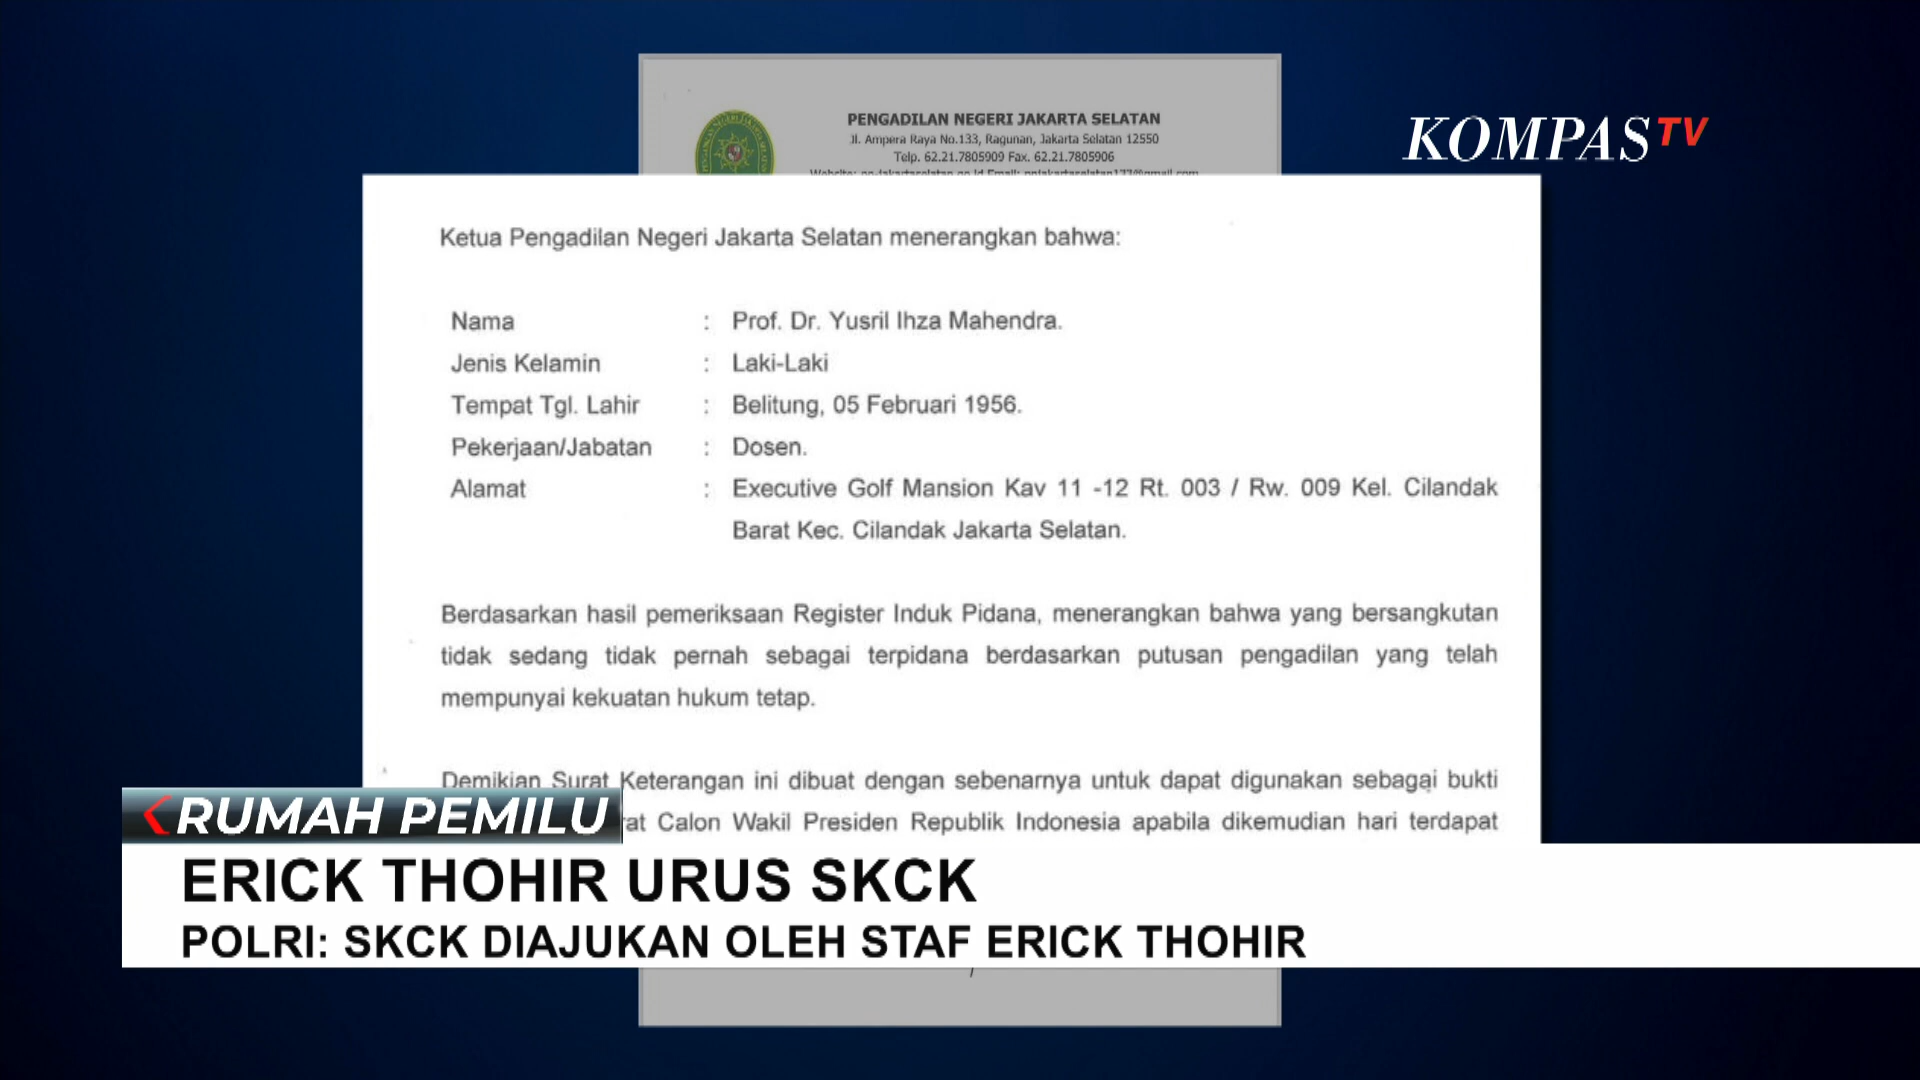 PENGADILAN NEGERI JAKARTA SELATAN
Jl. Ampera Raya No.133, Ragunan, Jakarta Selatan 12550
Telp. 62.21.7805909 Fax. 62.21.7805906
KOMPAS TV
Ketua Pengadilan Negeri Jakarta Selatan menerangkan bahwa:
Nama : Prof. Dr. Yusril Ihza Mahendra.
Jenis Kelamin : Laki-Laki
Tempat Tgl. Lahir : Belitung, 05 Februari 1956.
Pekerjaan/Jabatan : Dosen.
Alamat : Executive Golf Mansion Kav 11 -12 Rt. 003 / Rw. 009 Kel. Cilandak
Barat Kec. Cilandak Jakarta Selatan.
Berdasarkan hasil pemeriksaan Register Induk Pidana, menerangkan bahwa yang bersangkutan
tidak sedang tidak pernah sebagai terpidana berdasarkan putusan pengadilan yang telah
mempunyai kekuatan hukum tetap.
Demikian Surat Keterangan ini dibuat dengan sebenarnya untuk dapat digunakan sebagai bukti
Calon Wakil Presiden Republik Indonesia apabila dikemudian hari terdapat
RUMAH PEMILU
ERICK THOHIR URUS SKCK
POLRI: SKCK DIAJUKAN OLEH STAF ERICK THOHIR